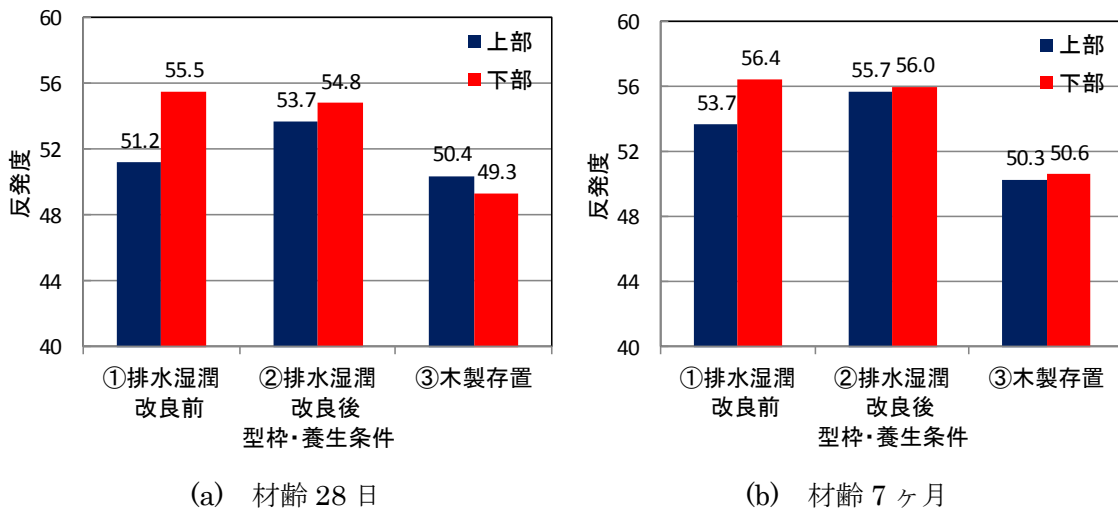 60
56
52
48
44
40
反発度
上部
下部
51.2
55.5
53.7
54.8
50.4
49.3
①排水湿潤
改良前
②排水湿潤
改良後
③木製存置
型枠・養生条件
(a) 材齢 28 日
60
56
52
48
44
40
反発度
上部
下部
53.7
56.4
55.7
56.0
50.3
50.6
①排水湿潤
改良前
②排水湿潤
改良後
③木製存置
型枠・養生条件
(b) 材齢 7 ヶ月